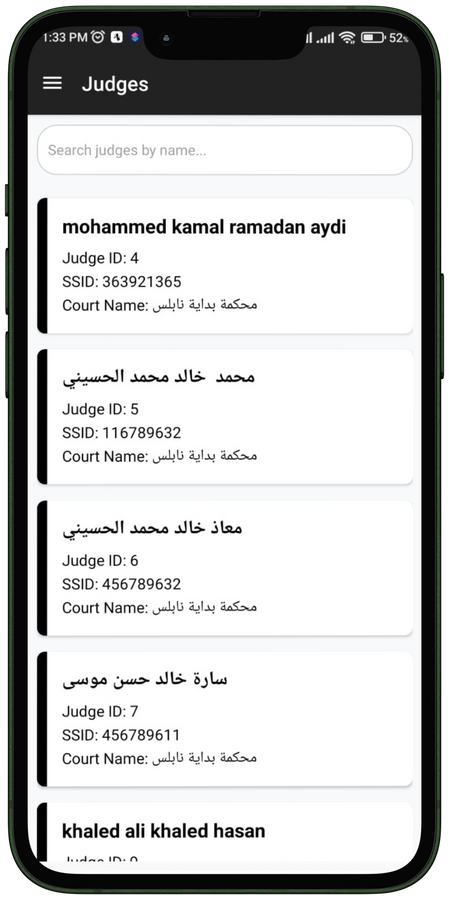 1:33 PM
52%
Judges
Search judges by name...
mohammed kamal ramadan aydi
Judge ID: 4
SSID: 363921365
Court Name: محكمة بداية نابلس
محمد خالد محمد الحسيني
Judge ID: 5
SSID: 116789632
Court Name: محكمة بداية نابلس
معاذ خالد محمد الحسيني
Judge ID: 6
SSID: 456789632
Court Name: محكمة بداية نابلس
سارة خالد حسن موسى
Judge ID: 7
SSID: 456789611
Court Name: محكمة بداية نابلس
khaled ali khaled hasan
Judge ID: